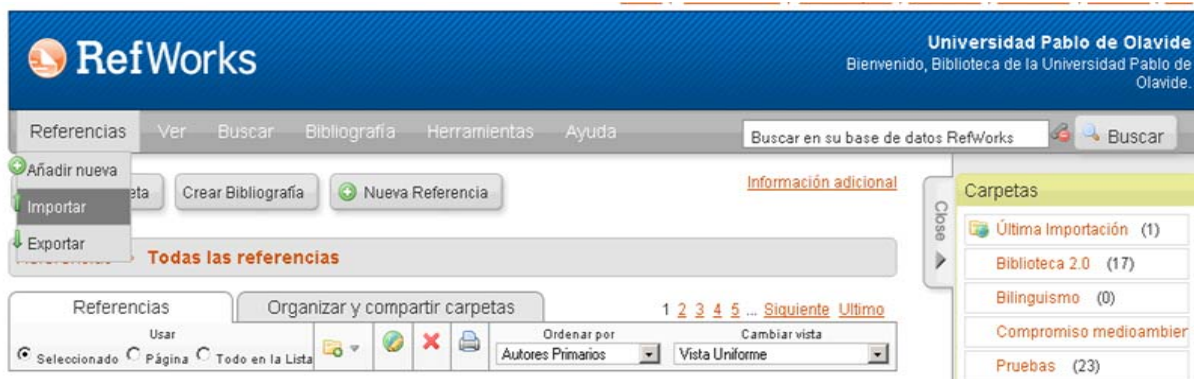 RefWorks
Universidad Pablo de Olavide
Bienvenido, Biblioteca de la Universidad Pablo de
Olavide.
Referencias Ver Buscar Bibliografía Herramientas Ayuda
Buscar en su base de datos RefWorks Buscar
Añadir nueva
Importar
Exportar
eta Crear Bibliografía Nueva Referencia
Información adicional
Todas las referencias
Close
Carpetas
Última Importación (1)
Biblioteca 2.0 (17)
Bilinguismo (0)
Compromiso medioambier
Pruebas (23)
Referencias Organizar y compartir carpetas
1 2 3 4 5 ... Siguiente Ultimo
Usar
Seleccionado Página Todo en la Lista
Ordenar por
Autores Primarios
Cambiar vista
Vista Uniforme